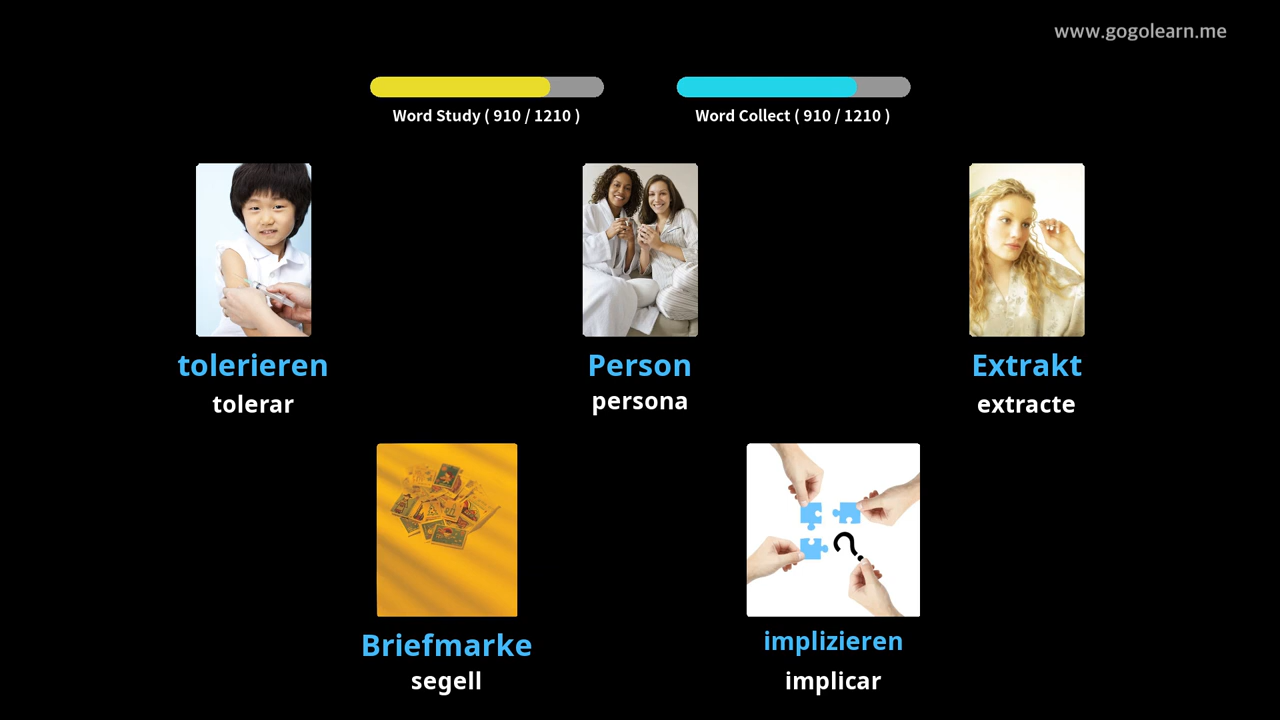 www.gogolearn.me
Word Study ( 910 / 1210 )
Word Collect ( 910 / 1210 )
tolerieren
tolerar
Person
persona
Extrakt
extracte
Briefmarke
segell
implizieren
implicar